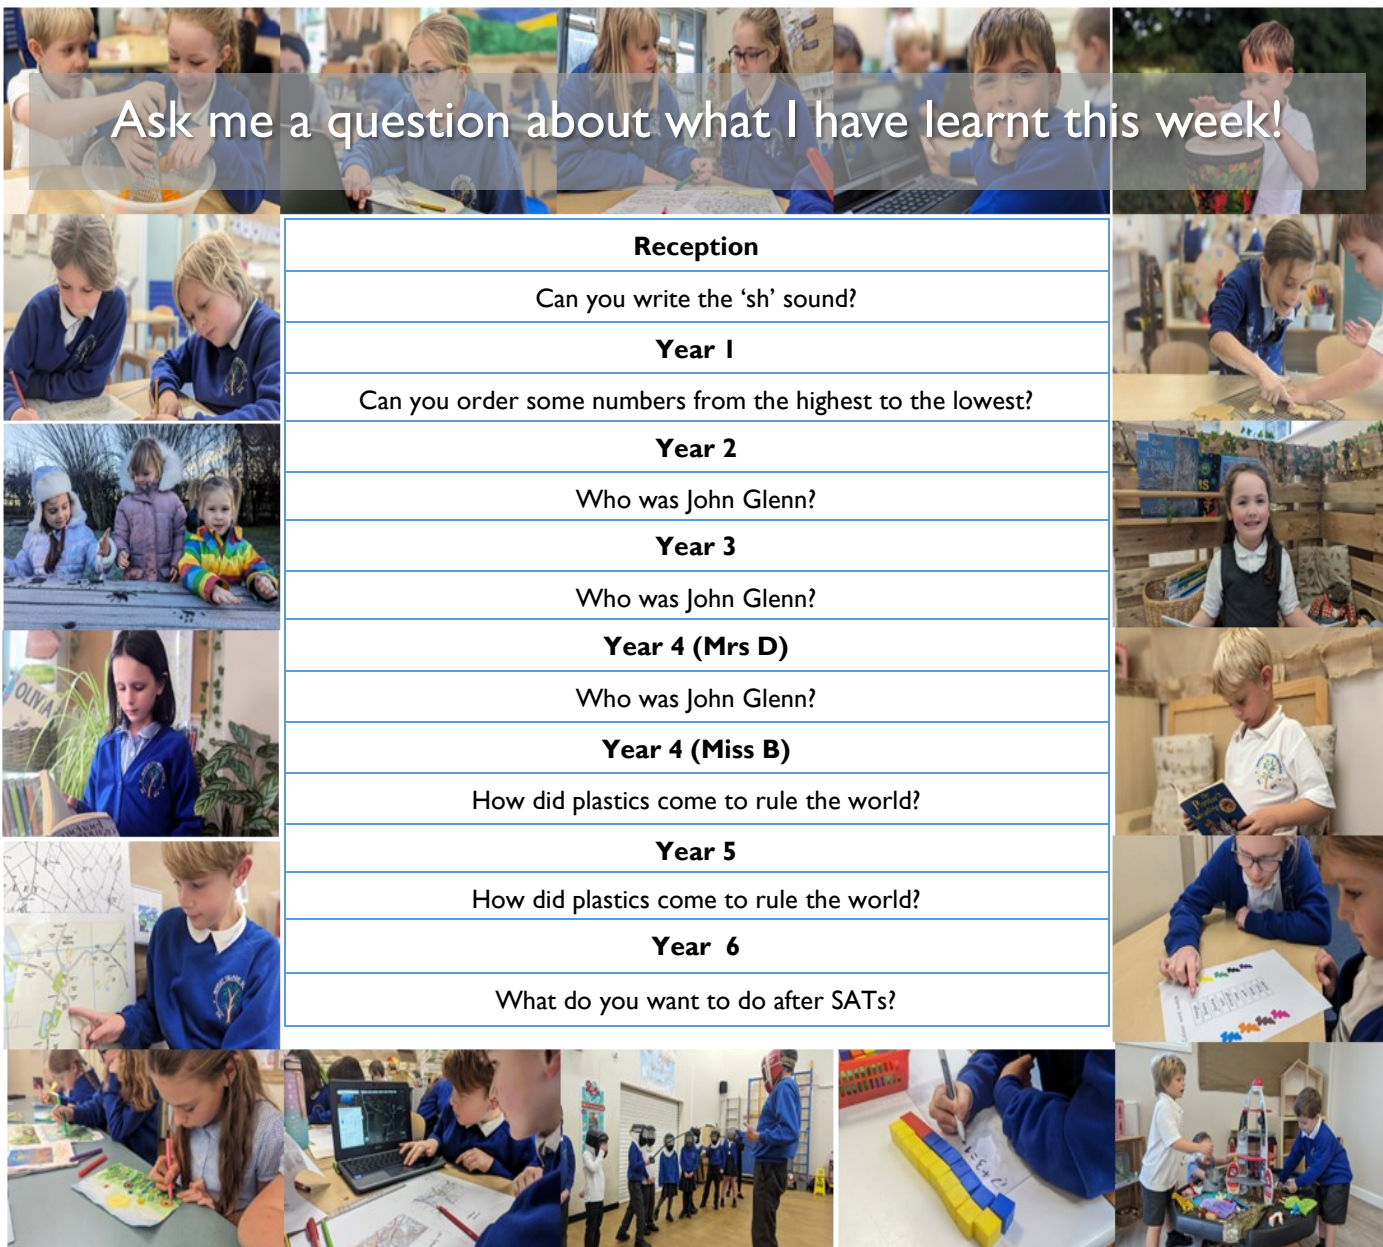 Ask me a question about what I have learnt this week!
Reception
Can you write the ‘sh’ sound?
Year 1
Can you order some numbers from the highest to the lowest?
Year 2
Who was John Glenn?
Year 3
Who was John Glenn?
Year 4 (Mrs D)
Who was John Glenn?
Year 4 (Miss B)
How did plastics come to rule the world?
Year 5
How did plastics come to rule the world?
Year 6
What do you want to do after SATs?
OLIVIA